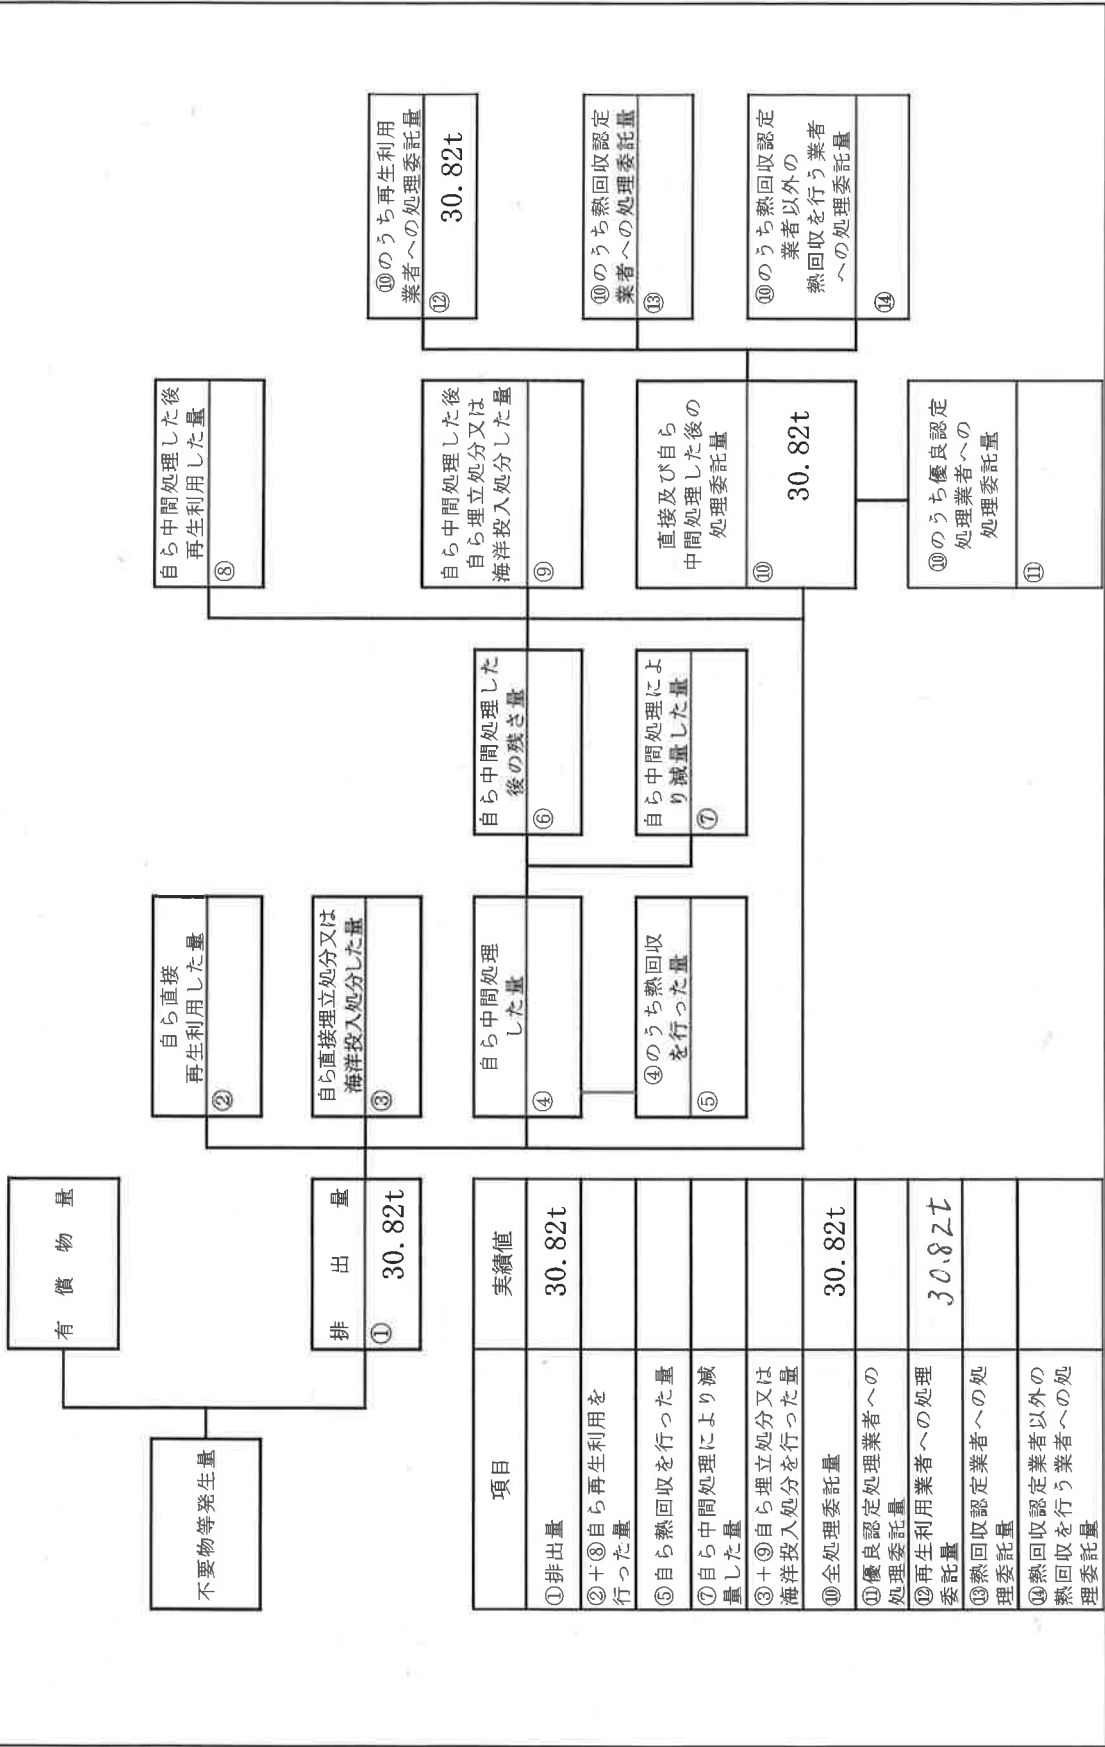 有償物量
不要物等発生量
排出量
①
30.82t
自ら直接
再生利用した量
②
自ら直接埋立処分又は
海洋投入処分した量
③
自ら中間処理
した量
④
④のうち熱回収
を行った量
⑤
自ら中間処理した
後の残さ量
⑥
自ら中間処理によ
り減量した量
⑦
自ら中間処理した後
再生利用した量
⑧
自ら中間処理した後
自ら埋立処分又は
海洋投入処分した量
⑨
直接及び自ら
中間処理した後の
処理委託量
⑩
30.82t
⑩のうち優良認定
処理業者への
処理委託量
⑪
⑩のうち再生利用
業者への処理委託量
⑫
30.82t
⑩のうち熱回収認定
業者への処理委託量
⑬
⑩のうち熱回収認定
業者以外の
熱回収を行う業者
への処理委託量
⑭
項目 実績値
①排出量 30.82t
②+⑧自ら再生利用を
行った量
⑤自ら熱回収を行った量
⑦自ら中間処理により減
量した量
③+⑨自ら埋立処分又は
海洋投入処分を行った量
⑩全処理委託量 30.82t
⑪優良認定処理業者への
処理委託量
⑫再生利用業者への処理
委託量 30.82t
⑬熱回収認定業者への処
理委託量
⑭熱回収認定業者以外の
熱回収を行う業者への処
理委託量